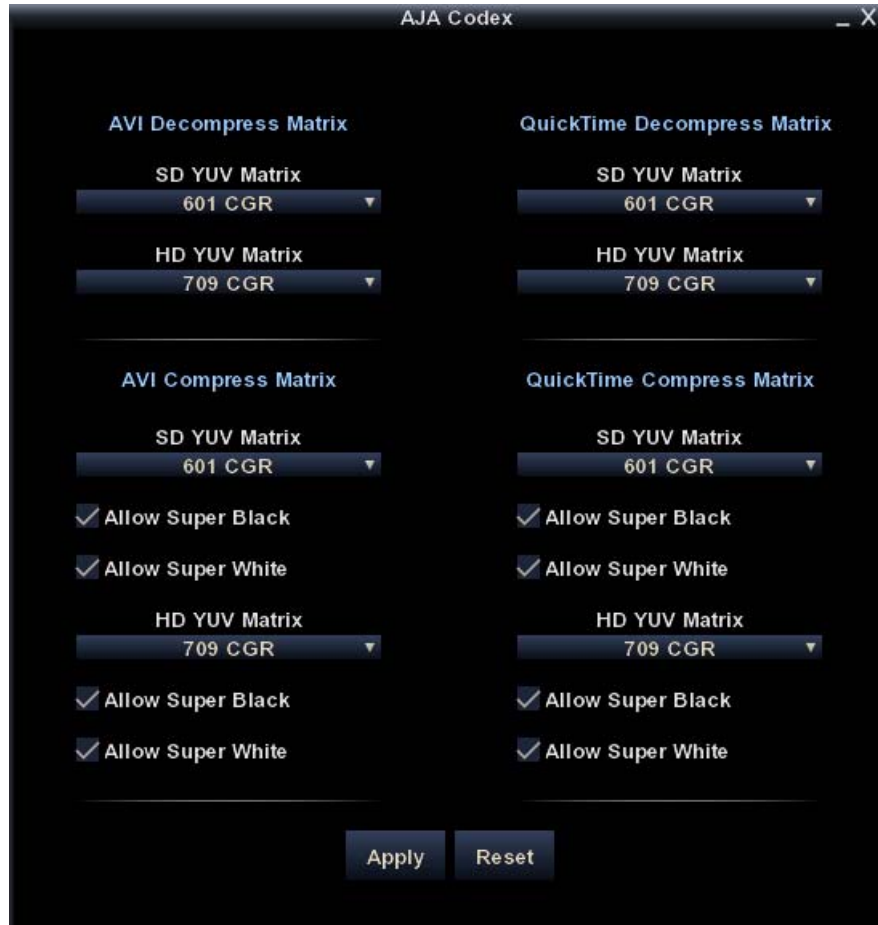 AJA Codex
_ X
AVI Decompress Matrix
SD YUV Matrix
601 CGR
HD YUV Matrix
709 CGR
QuickTime Decompress Matrix
SD YUV Matrix
601 CGR
HD YUV Matrix
709 CGR
AVI Compress Matrix
SD YUV Matrix
601 CGR
Allow Super Black
Allow Super White
HD YUV Matrix
709 CGR
Allow Super Black
Allow Super White
QuickTime Compress Matrix
SD YUV Matrix
601 CGR
Allow Super Black
Allow Super White
HD YUV Matrix
709 CGR
Allow Super Black
Allow Super White
Apply
Reset